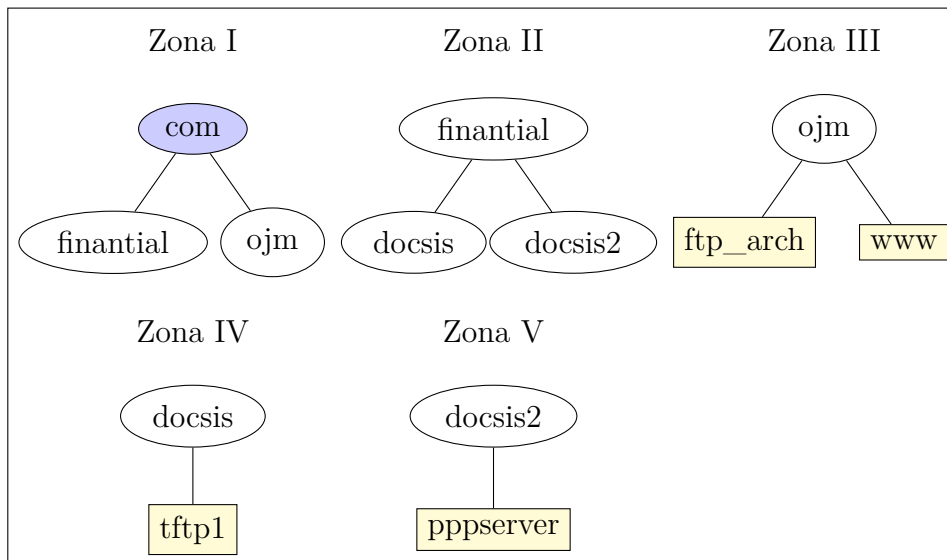 Zona I Zona II Zona III
com finantial ojm
finantial ojm docsis docsis2 ftp_arch www
Zona IV Zona V
docsis docsis2
tftp1 pppserver